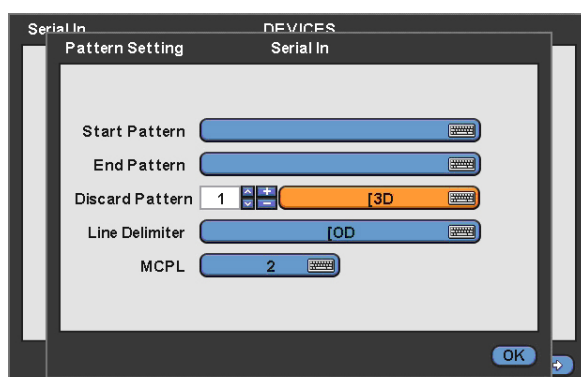 Serial In DEVICES
Pattern Setting Serial In
Start Pattern
End Pattern
Discard Pattern 1 [3D
Line Delimiter [0D
MCPL 2
OK